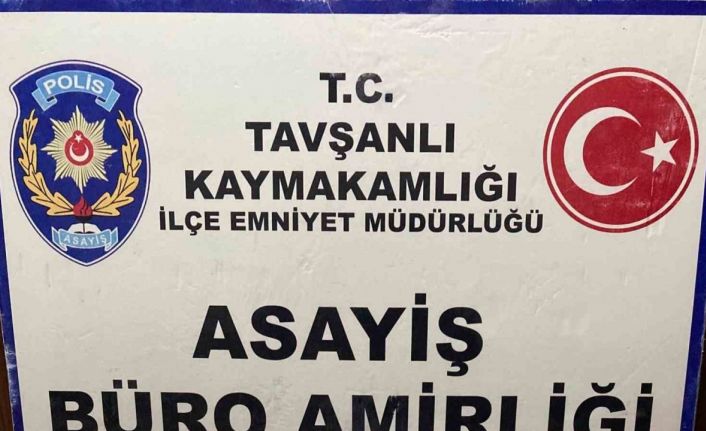 POLİS
ASAYİŞ
T.C.
TAVŞANLI
KAYMAKAMLIĞI
İLÇE EMNİYET MÜDÜRLÜĞÜ
ASAYİŞ
BÜRO AMİRLİĞİ